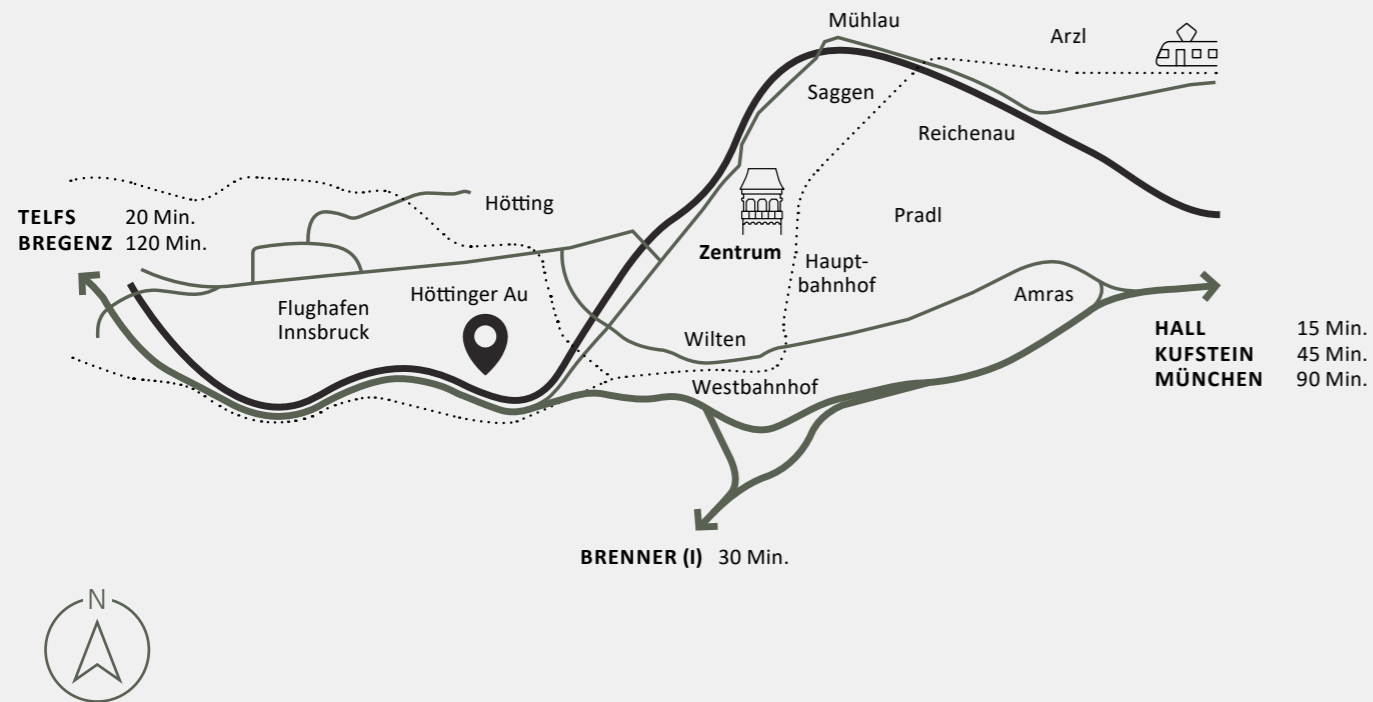 Mühlau
Arzl
Saggen
Reichenau
TELFS 20 Min.
BREGENZ 120 Min.
Hötting
Pradl
Zentrum
Haupt-
bahnhof
Flughafen
Innsbruck
Höttinger Au
Amras
Wilten
HALL 15 Min.
KUFSTEIN 45 Min.
MÜNCHEN 90 Min.
Westbahnhof
BRENNER (I) 30 Min.
N